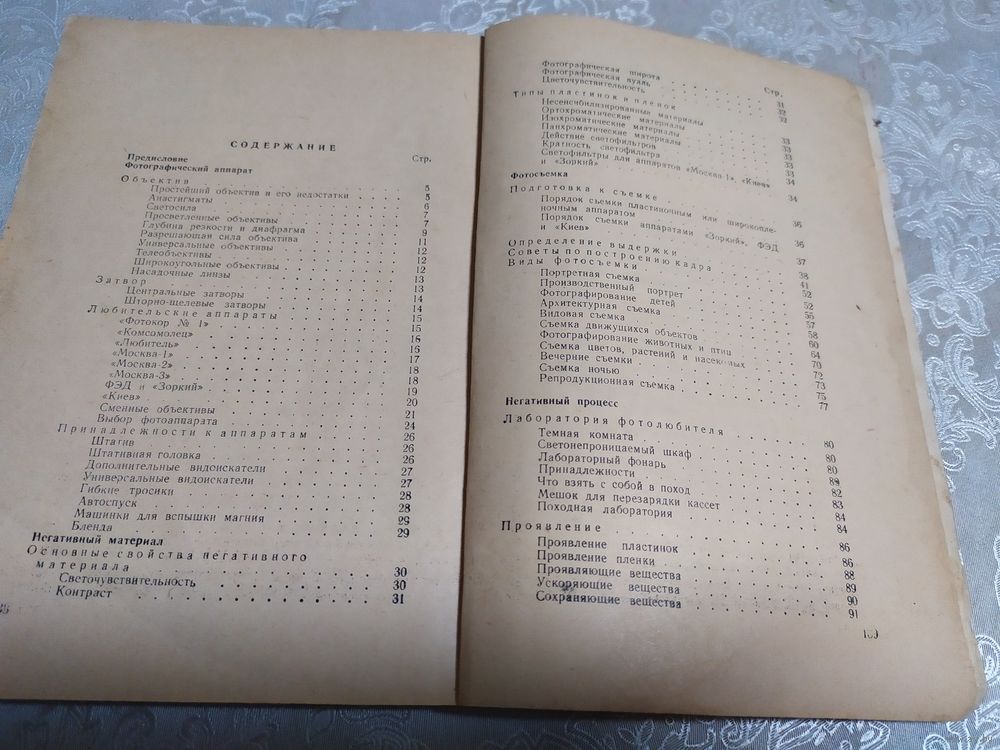 СОДЕРЖАНИЕ
Стр.
Предисловие
Фотографический аппарат
Объектив . . . 5
Простейший объектив и его недостатки . . . 5
Анастигматы . . . 6
Светосила . . . 7
Просветленные объективы . . . 7
Глубина резкости и диафрагма . . . 9
Разрешающая сила объектива . . . 11
Универсальные объективы . . . 12
Телеобъективы . . . 12
Широкоугольные объективы . . . 12
Насадочные линзы . . . 13
Затвор . . . 13
Центральные затворы . . . 14
Шторно-щелевые затворы . . . 14
Любительские аппараты . . . 15
«Фотокор № 1» . . . 15
«Комсомолец» . . . 16
«Любитель» . . . 16
«Москва-1» . . . 17
«Москва-2» . . . 18
«Москва-3» . . . 18
ФЭД и «Зоркий» . . . 19
«Киев» . . . 20
Сменные объективы . . . 21
Выбор фотоаппарата . . . 24
Принадлежности к аппаратам . . . 26
Штатив . . . 26
Штативная головка . . . 26
Дополнительные видоискатели . . . 27
Универсальные видоискатели . . . 27
Гибкие тросики . . . 28
Автоспуск . . . 28
Машинки для вспышки магния . . . 29
Бленда . . . 29
Негативный материал
Основные свойства негативного
материала . . . 30
Светочувствительность . . . 30
Контраст . . . 31
Стр.
Фотографическая широта . . . 31
Фотографическая вуаль . . . 32
Цветочувствительность . . . 32
Типы пластинок и пленок
Несенсибилизированные материалы . . . 33
Ортохроматические материалы . . . 33
Изохроматические материалы . . . 33
Панхроматические материалы . . . 33
Действие светофильтров . . . 34
Кратность светофильтра
Светофильтры для аппаратов «Москва 1», «Киев»
и «Зоркий» . . . 34
Фотосъемка
Подготовка к съемке . . . 36
Порядок съемки пластиночным или широкопле-
ночным аппаратом . . . 36
Порядок съемки аппаратами «Зоркий», ФЭД
и «Киев» . . . 37
Определение выдержки . . . 38
Советы по построению кадра . . . 41
Виды фотосъемки . . . 52
Портретная съемка . . . 52
Производственный портрет . . . 55
Фотографирование детей . . . 57
Архитектурная съемка . . . 58
Видовая съемка . . . 60
Съемка движущихся объектов . . . 64
Фотографирование животных и птиц . . . 70
Съемка цветов, растений и насекомых . . . 72
Вечерние съемки . . . 73
Съемка ночью . . . 75
Репродукционная съемка . . . 77
Негативный процесс
Лаборатория фотолюбителя . . . 80
Темная комната . . . 80
Светонепроницаемый шкаф . . . 80
Лабораторный фонарь . . . 82
Принадлежности . . . 82
Что взять с собой в поход . . . 83
Мешок для перезарядки кассет . . . 84
Походная лаборатория . . . 84
Проявление . . . 86
Проявление пластинок . . . 86
Проявление пленки . . . 88
Проявляющие вещества . . . 89
Ускоряющие вещества . . . 90
Сохраняющие вещества . . . 91